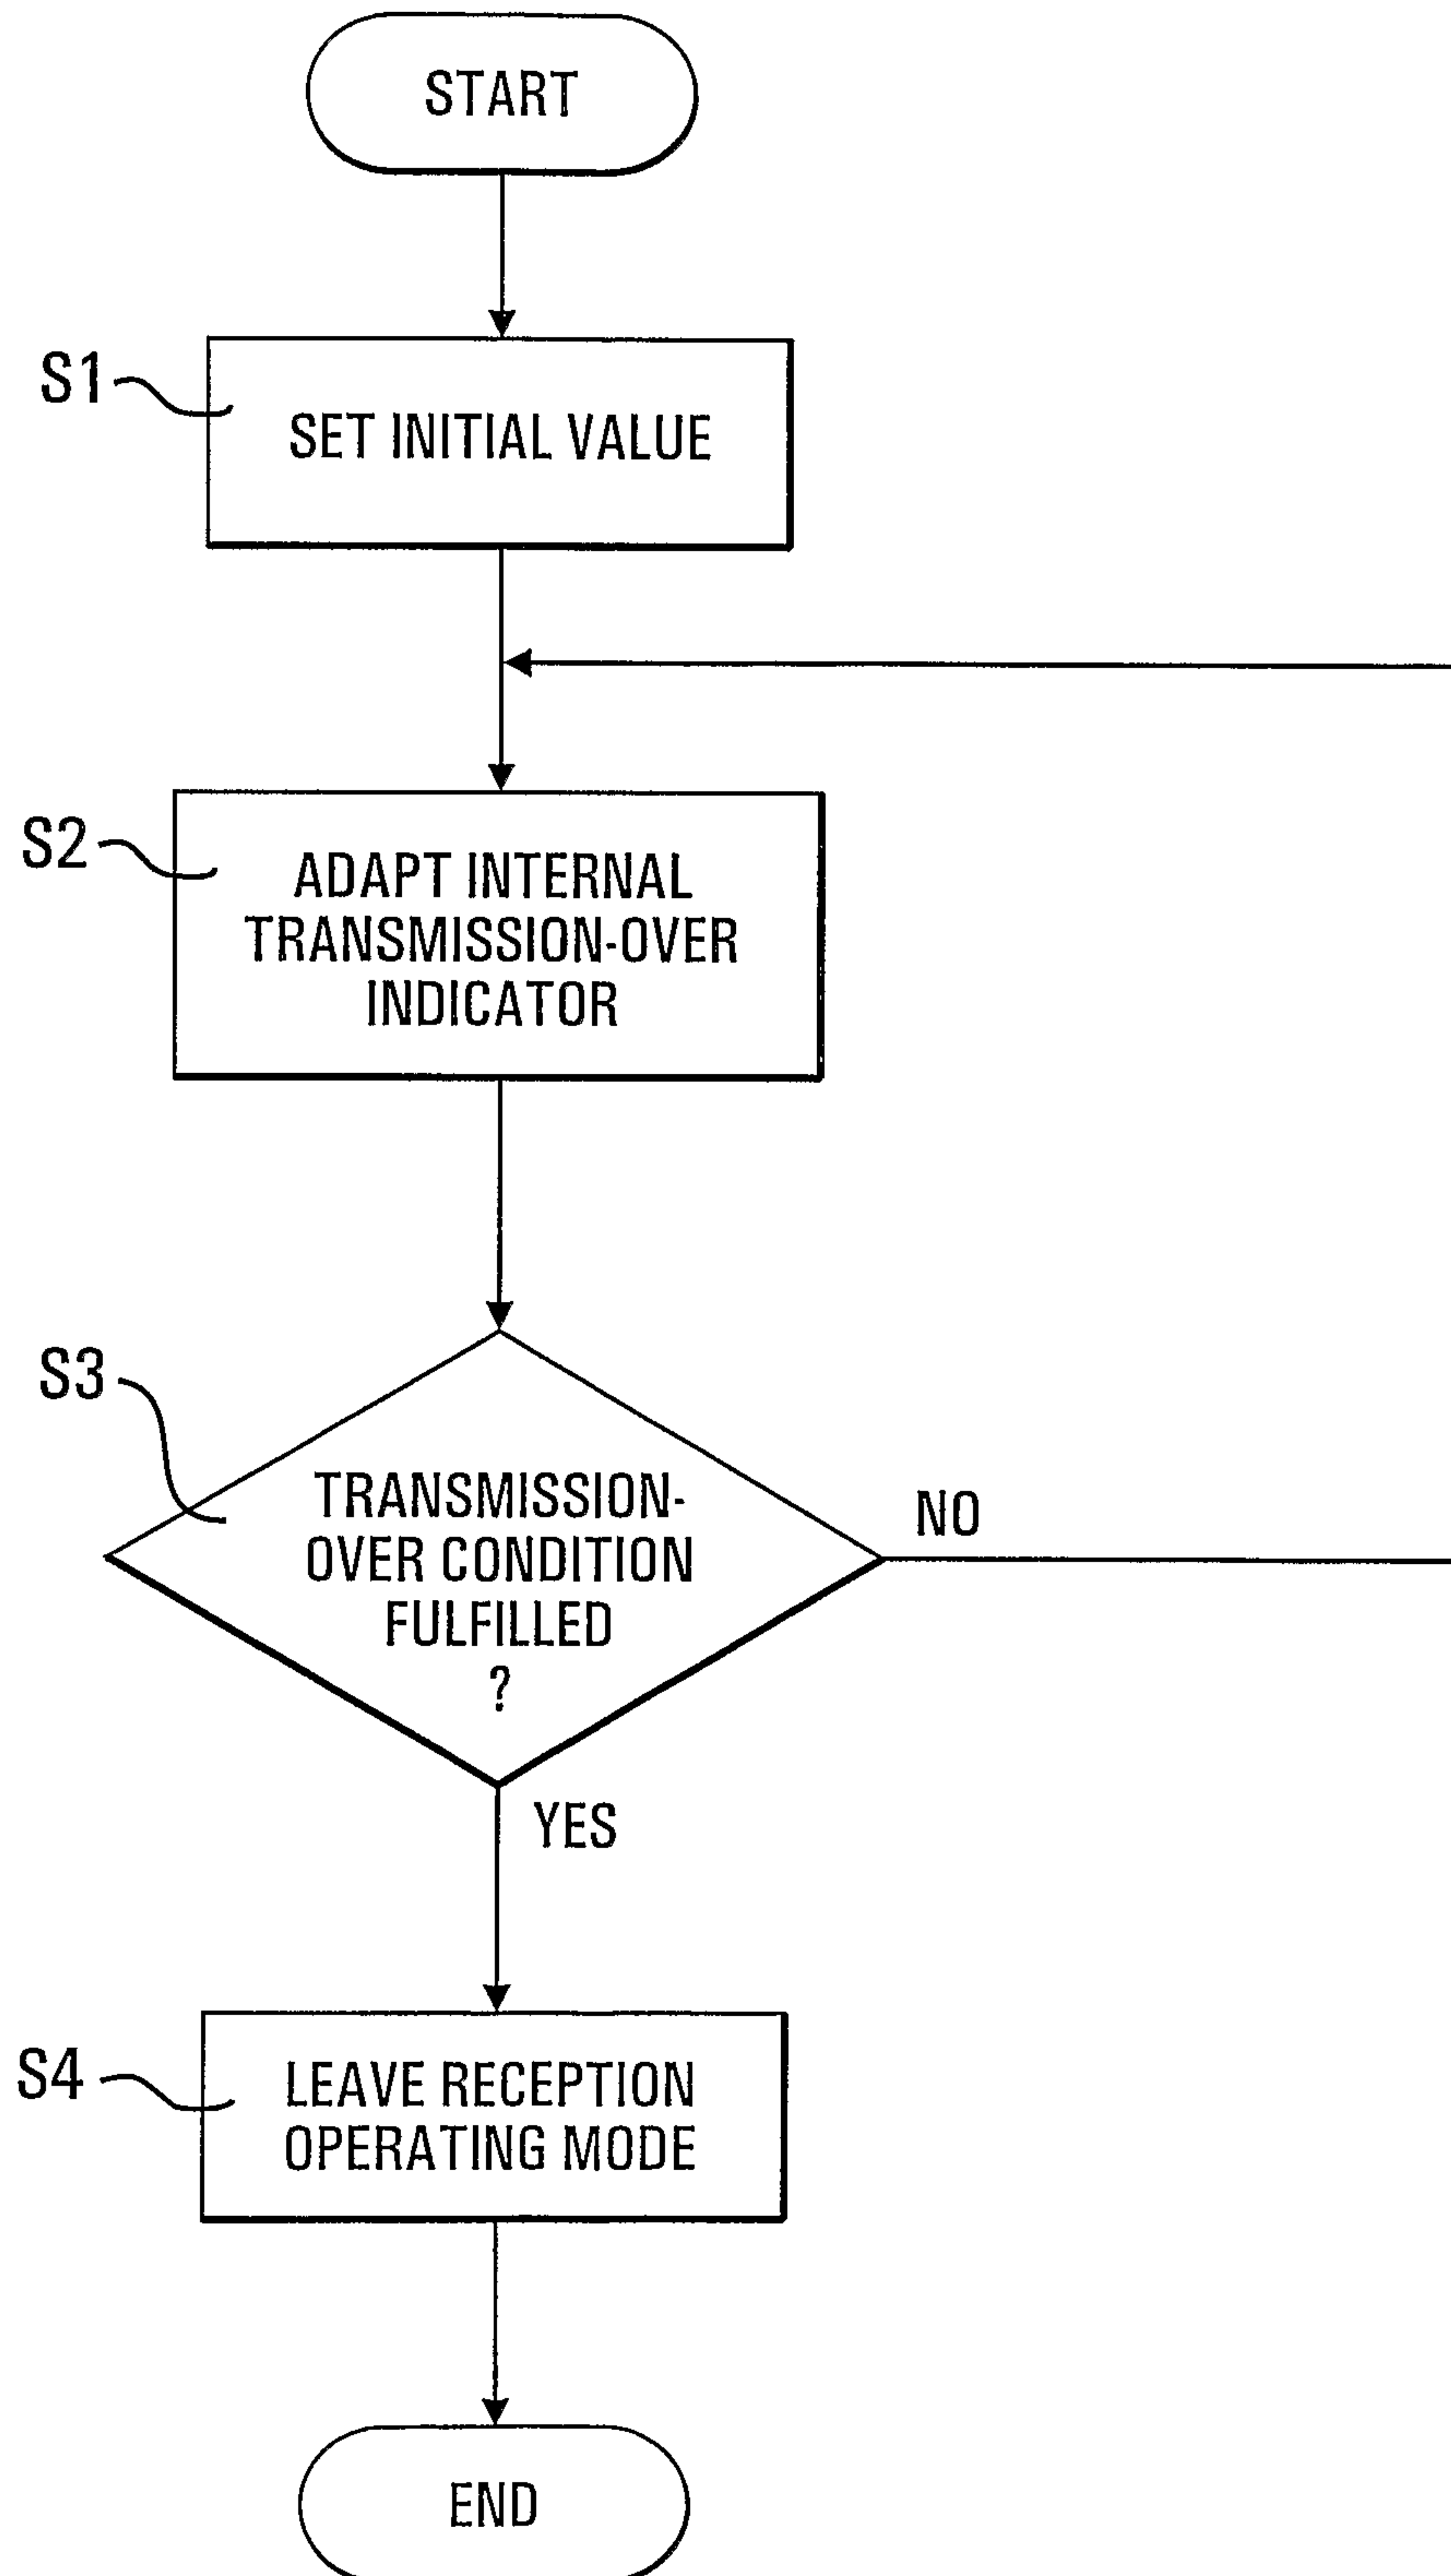 START
S1
SET INITIAL VALUE
S2
ADAPT INTERNAL
TRANSMISSION-OVER
INDICATOR
S3
TRANSMISSION-
OVER CONDITION
FULFILLED
?
NO
YES
S4
LEAVE RECEPTION
OPERATING MODE
END